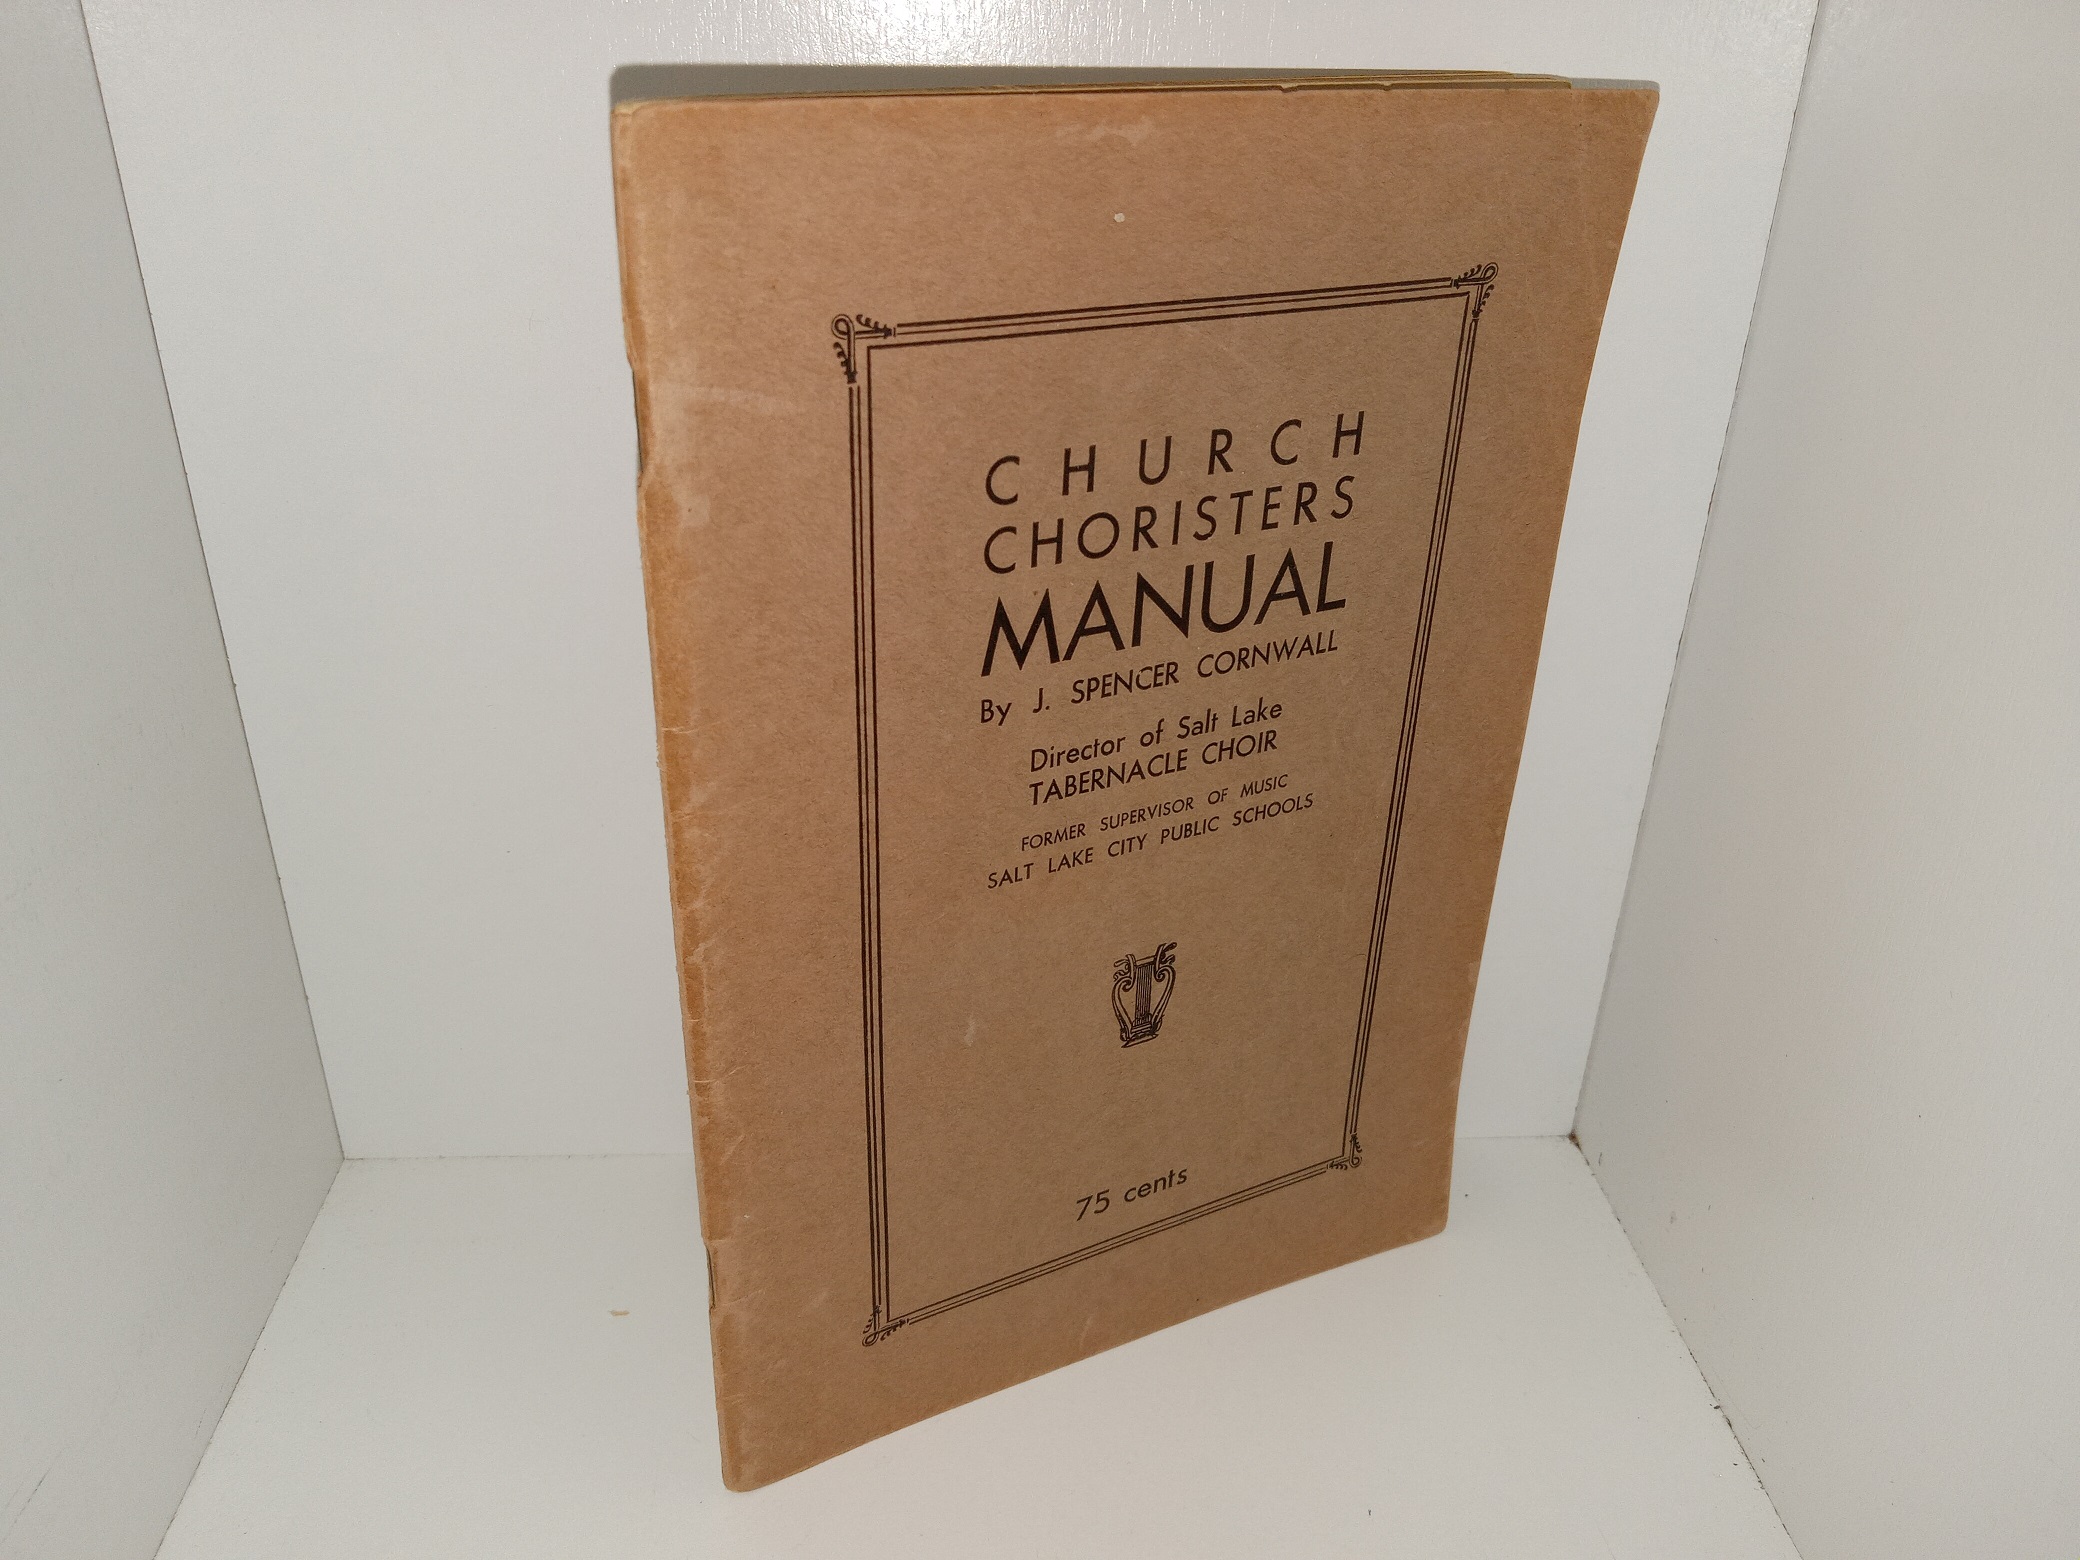 CHURCH
CHORISTERS
MANUAL
By J. SPENCER CORNWALL
Director of Salt Lake
TABERNACLE CHOIR
FORMER SUPERVISOR OF MUSIC
SALT LAKE CITY PUBLIC SCHOOLS
75 cents